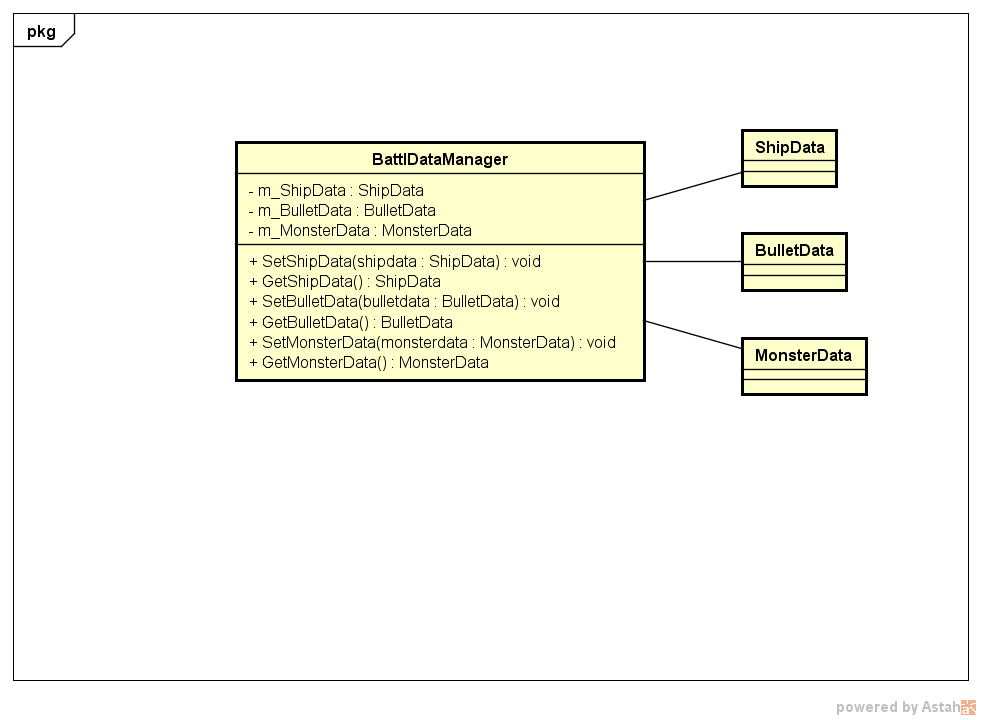 pkg
BattlDataManager
- m_ShipData : ShipData
- m_BulletData : BulletData
- m_MonsterData : MonsterData
+ SetShipData(shipdata : ShipData) : void
+ GetShipData() : ShipData
+ SetBulletData(bulletdata : BulletData) : void
+ GetBulletData() : BulletData
+ SetMonsterData(monsterdata : MonsterData) : void
+ GetMonsterData() : MonsterData
ShipData
BulletData
MonsterData
powered by Astah